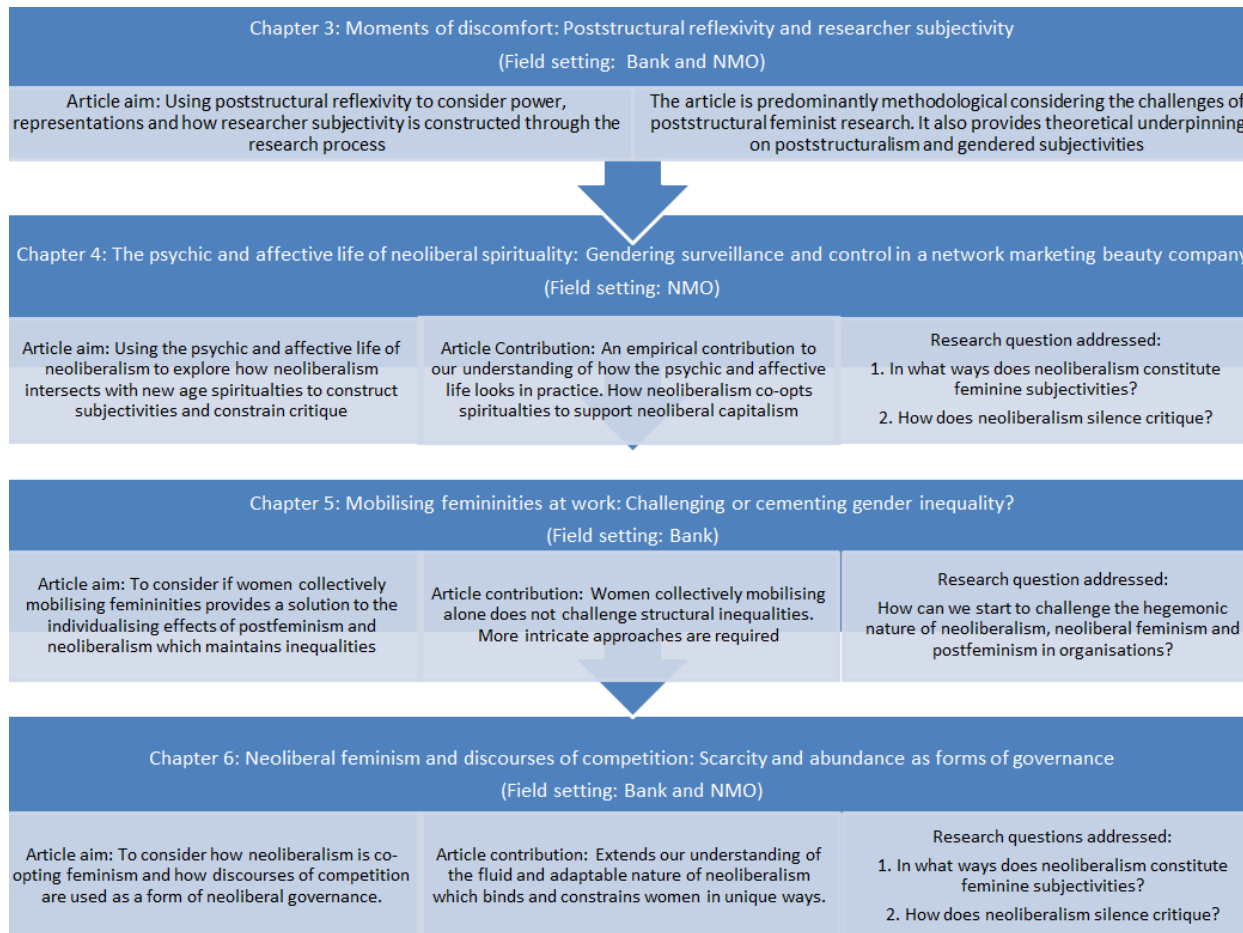 Chapter 3: Moments of discomfort: Poststructural reflexivity and researcher subjectivity
(Field setting: Bank and NMO)
Article aim: Using poststructural reflexivity to consider power,
representations and how researcher subjectivity is constructed through the
research process
The article is predominantly methodological considering the challenges of
poststructural feminist research. It also provides theoretical underpinning
on poststructuralism and gendered subjectivities
Chapter 4: The psychic and affective life of neoliberal spirituality: Gendering surveillance and control in a network marketing beauty company
(Field setting: NMO)
Article aim: Using the psychic and affective life of
neoliberalism to explore how neoliberalism
intersects with new age spiritualties to construct
subjectivities and constrain critique
Article Contribution: An empirical contribution to
our understanding of how the psychic and affective
life looks in practice. How neoliberalism co-opts
spiritualties to support neoliberal capitalism
Research question addressed:
1. In what ways does neoliberalism constitute
feminine subjectivities?
2. How does neoliberalism silence critique?
Chapter 5: Mobilising femininities at work: Challenging or cementing gender inequality?
(Field setting: Bank)
Article aim: To consider if women collectively
mobilising femininities provides a solution to the
individualising effects of postfeminism and
neoliberalism which maintains inequalities
Article contribution: Women collectively mobilising
alone does not challenge structural inequalities.
More intricate approaches are required
Research question addressed:
How can we start to challenge the hegemonic
nature of neoliberalism, neoliberal feminism and
postfeminism in organisations?
Chapter 6: Neoliberal feminism and discourses of competition: Scarcity and abundance as forms of governance
(Field setting: Bank and NMO)
Article aim: To consider how neoliberalism is co-
opting feminism and how discourses of competition
are used as a form of neoliberal governance.
Article contribution: Extends our understanding of
the fluid and adaptable nature of neoliberalism
which binds and constrains women in unique ways.
Research questions addressed:
1. In what ways does neoliberalism constitute
feminine subjectivities?
2. How does neoliberalism silence critique?